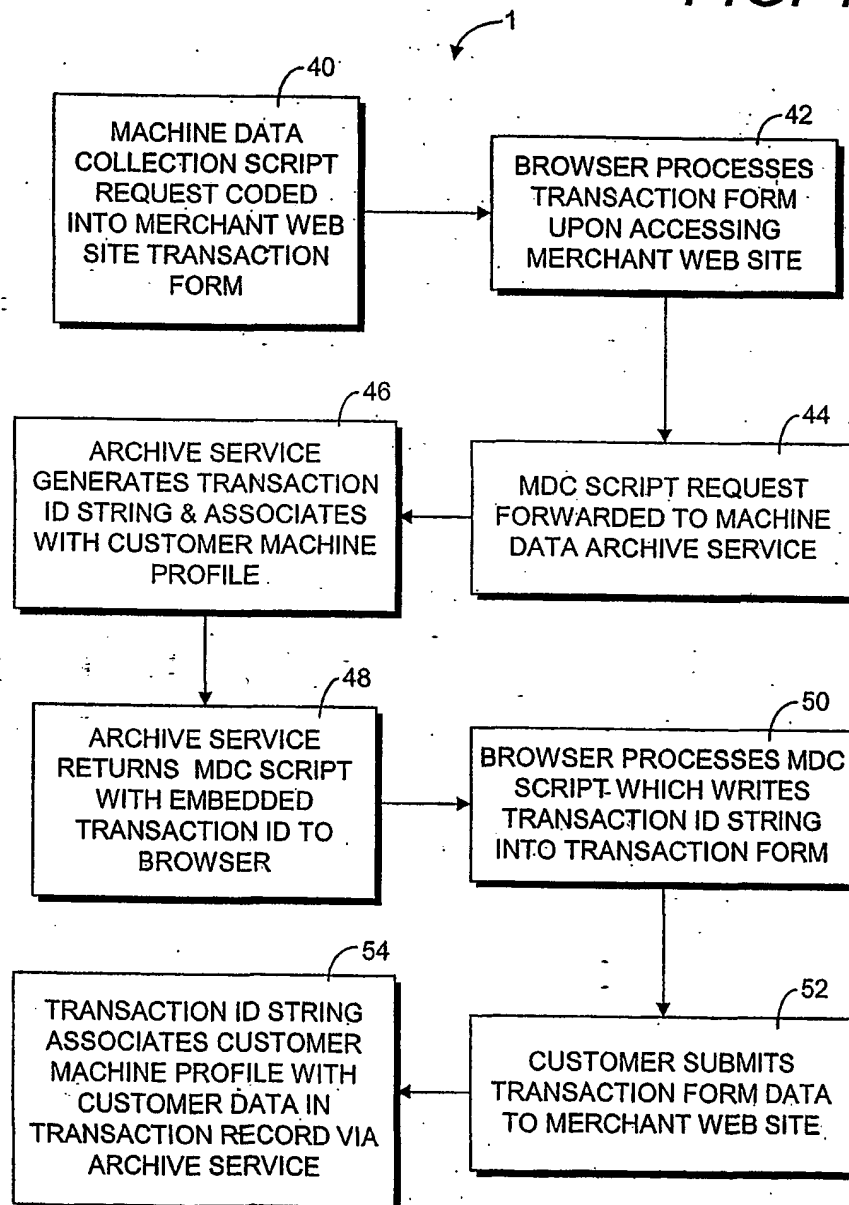 1
40
MACHINE DATA
COLLECTION SCRIPT
REQUEST CODED
INTO MERCHANT WEB
SITE TRANSACTION
FORM
42
BROWSER PROCESSES
TRANSACTION FORM
UPON ACCESSING
MERCHANT WEB SITE
44
MDC SCRIPT REQUEST
FORWARDED TO MACHINE
DATA ARCHIVE SERVICE
46
ARCHIVE SERVICE
GENERATES TRANSACTION
ID STRING & ASSOCIATES
WITH CUSTOMER MACHINE
PROFILE
48
ARCHIVE SERVICE
RETURNS MDC SCRIPT
WITH EMBEDDED
TRANSACTION ID TO
BROWSER
50
BROWSER PROCESSES MDC
SCRIPT WHICH WRITES
TRANSACTION ID STRING
INTO TRANSACTION FORM
52
CUSTOMER SUBMITS
TRANSACTION FORM DATA
TO MERCHANT WEB SITE
54
TRANSACTION ID STRING
ASSOCIATES CUSTOMER
MACHINE PROFILE WITH
CUSTOMER DATA IN
TRANSACTION RECORD VIA
ARCHIVE SERVICE